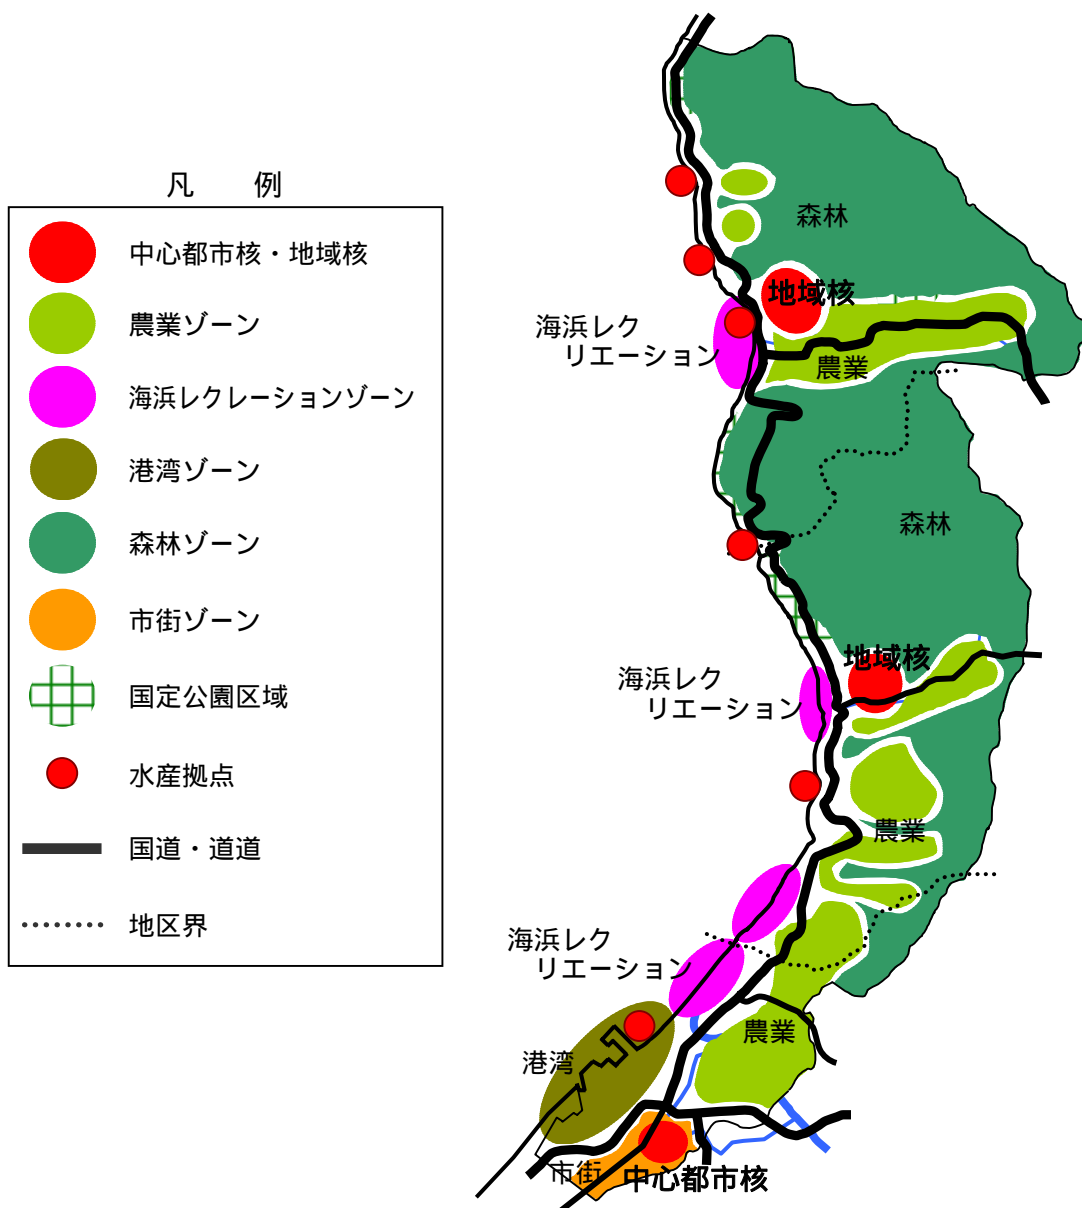 凡　例
中心都市核・地域核
農業ゾーン
海浜レクレーションゾーン
港湾ゾーン
森林ゾーン
市街ゾーン
国定公園区域
水産拠点
国道・道道
地区界
森林
地域核
海浜レク
リエーション
農業
森林
地域核
海浜レク
リエーション
農業
海浜レク
リエーション
農業
港湾
市街
中心都市核